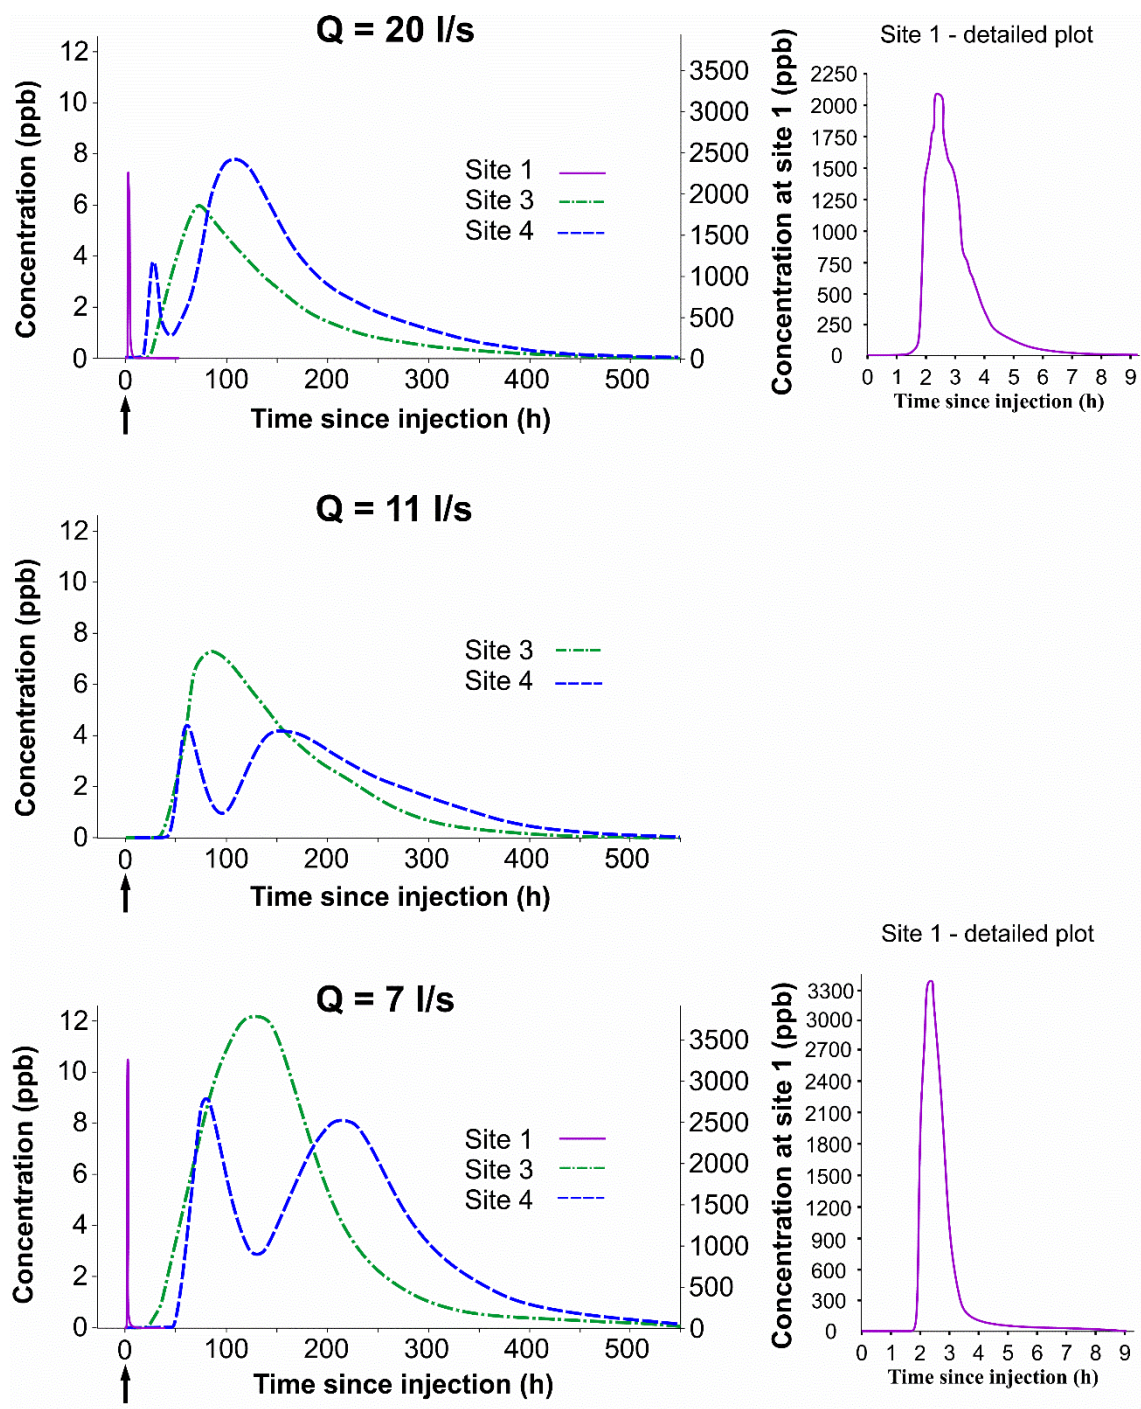 Q = 20 l/s
Concentration (ppb)
12
10
8
6
4
2
0
3500
3000
2500
2000
1500
1000
500
0
Site 1
Site 3
Site 4
0 100 200 300 400 500
Time since injection (h)
Site 1 - detailed plot
Concentration at site 1 (ppb)
2250
2000
1750
1500
1250
1000
750
500
250
0
0 1 2 3 4 5 6 7 8 9
Time since injection (h)
Q = 11 l/s
Concentration (ppb)
12
10
8
6
4
2
0
Site 3
Site 4
0 100 200 300 400 500
Time since injection (h)
Q = 7 l/s
Concentration (ppb)
12
10
8
6
4
2
0
3500
3000
2500
2000
1500
1000
500
0
Site 1
Site 3
Site 4
0 100 200 300 400 500
Time since injection (h)
Site 1 - detailed plot
Concentration at site 1 (ppb)
3300
3000
2700
2400
2100
1800
1500
1200
900
600
300
0
0 1 2 3 4 5 6 7 8 9
Time since injection (h)